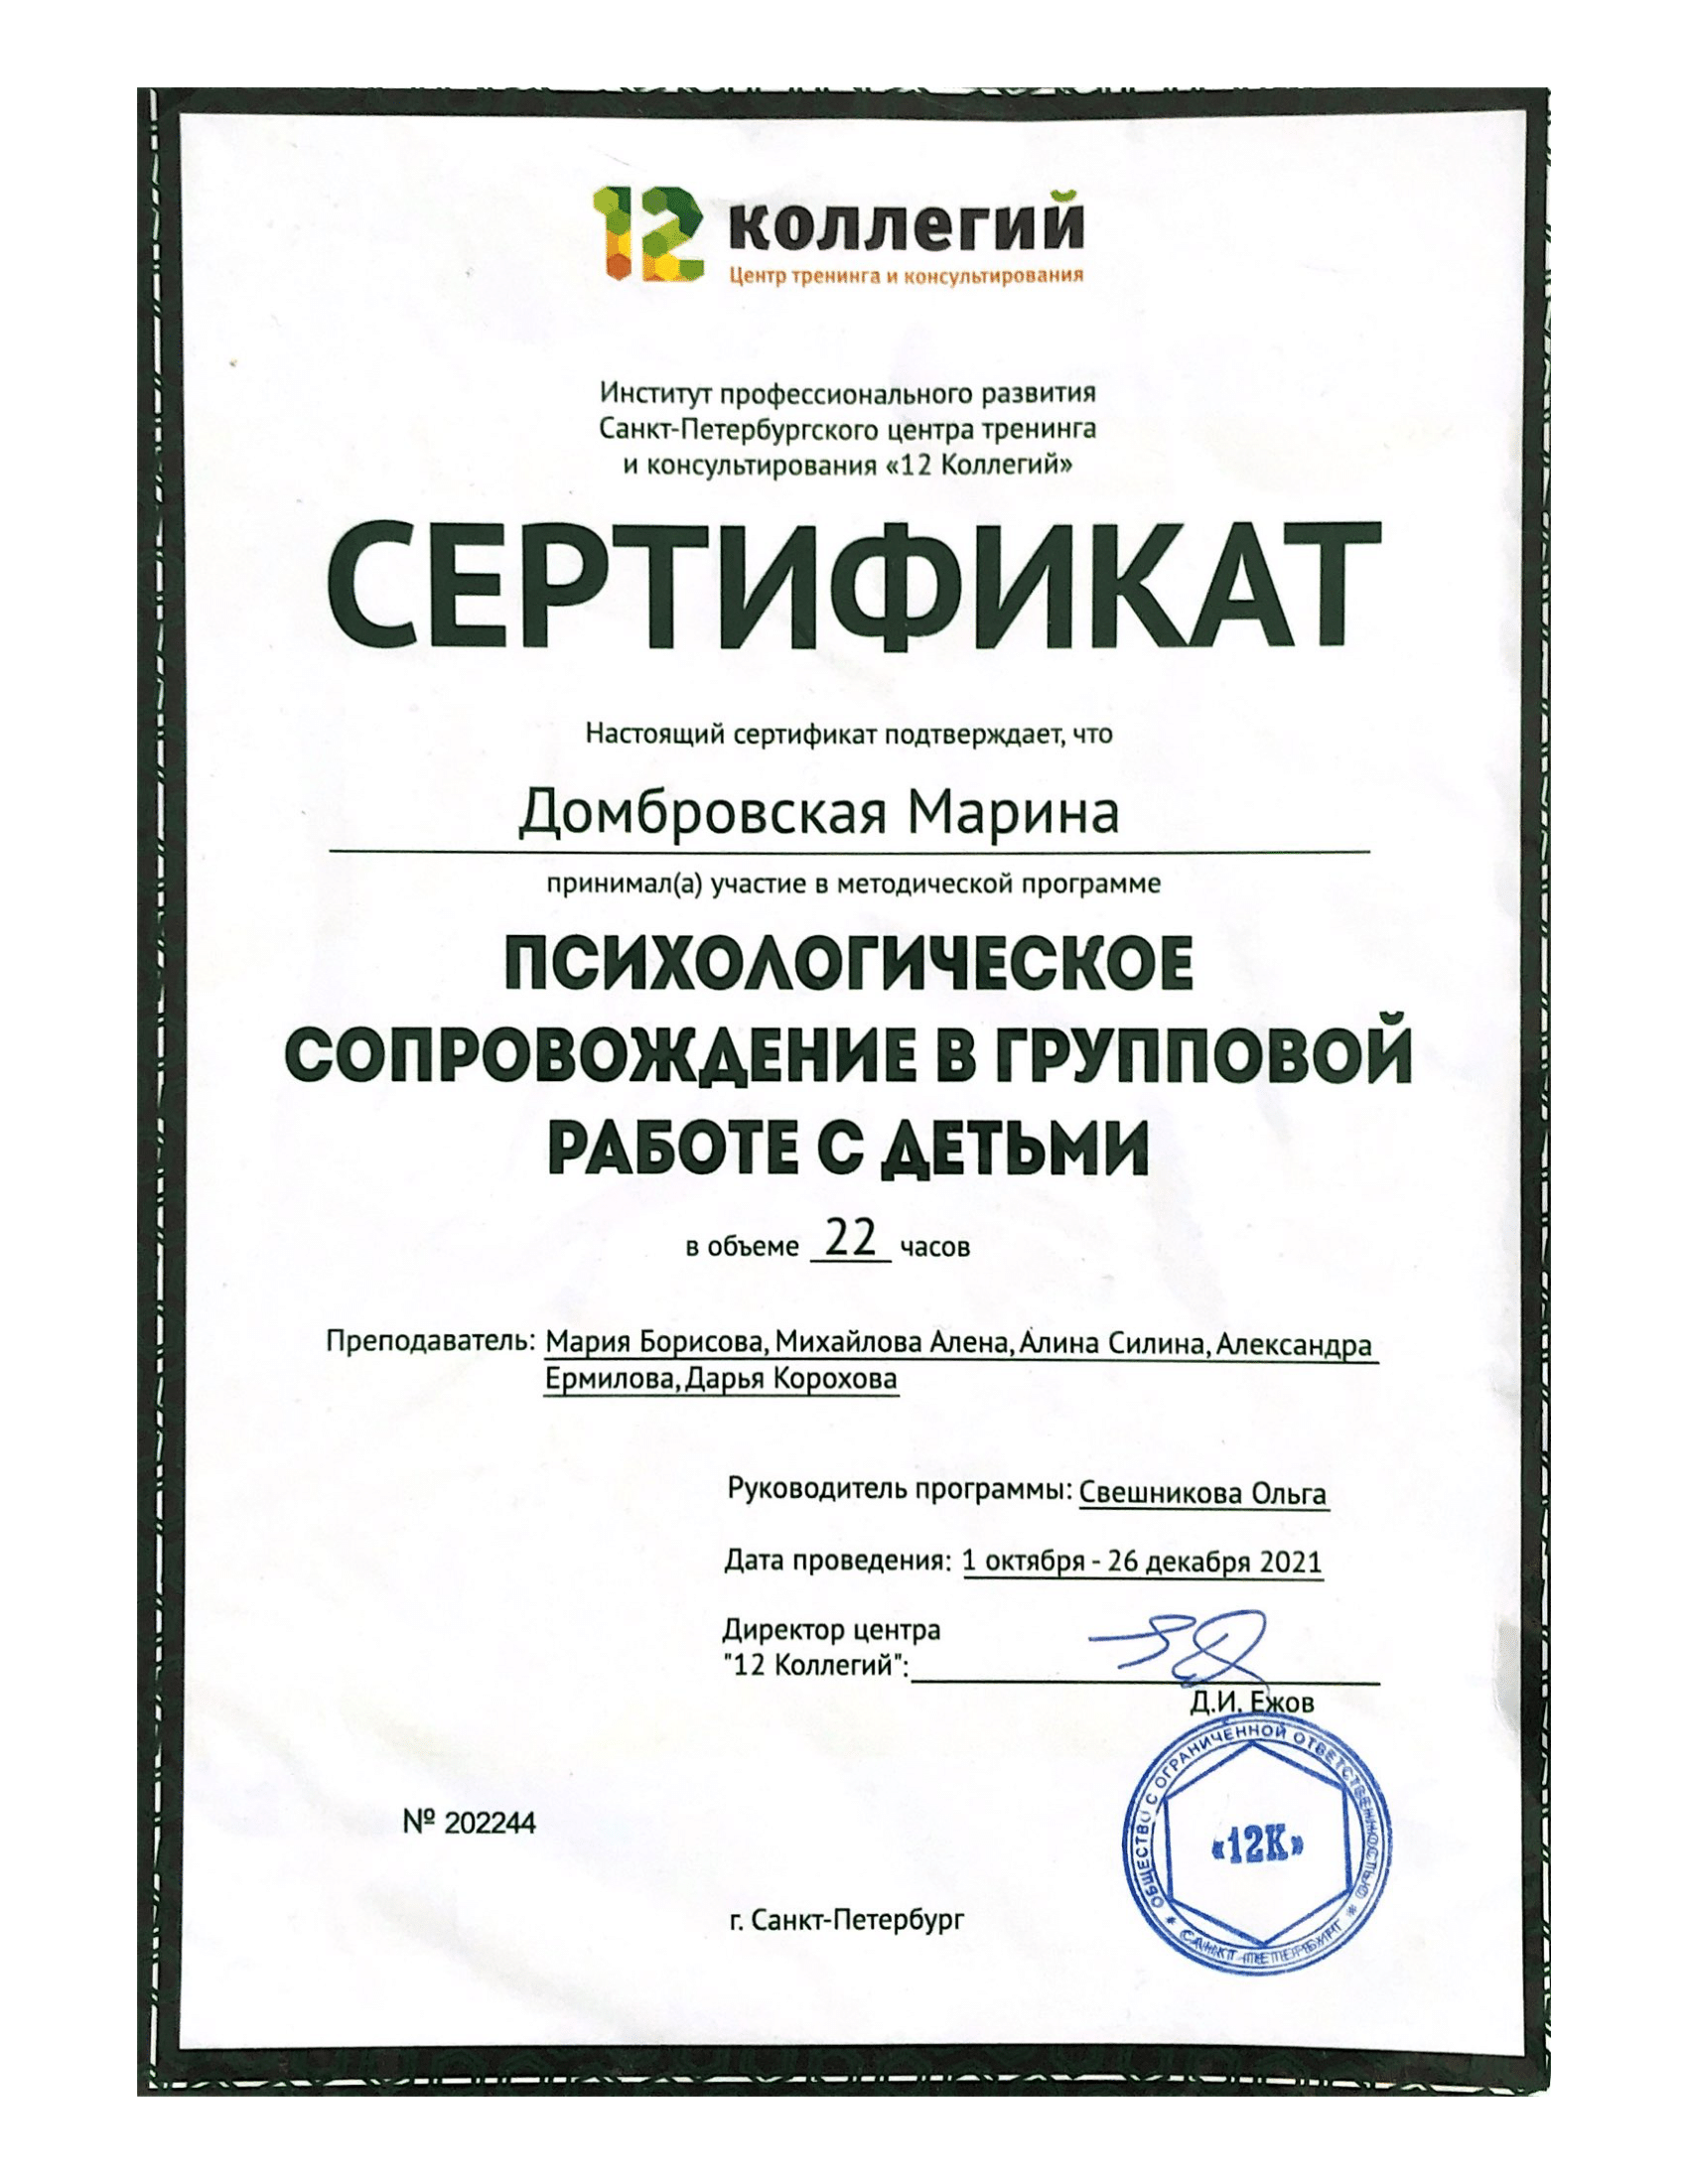 12 коллегий
Центр тренинга и консультирования
Институт профессионального развития
Санкт-Петербургского центра тренинга
и консультирования «12 Коллегий»
СЕРТИФИКАТ
Настоящий сертификат подтверждает, что
Домбровская Марина
принимал(а) участие в методической программе
ПСИХОЛОГИЧЕСКОЕ
СОПРОВОЖДЕНИЕ В ГРУППОВОЙ
РАБОТЕ С ДЕТЬМИ
в объеме 22 часов
Преподаватель: Мария Борисова, Михайлова Алена, Алина Силина, Александра
Ермилова, Дарья Корохова
Руководитель программы: Свешникова Ольга
Дата проведения: 1 октября - 26 декабря 2021
Директор центра
"12 Коллегий":
Д.И. Ежов
ОБЩЕСТВО С ОГРАНИЧЕННОЙ ОТВЕТСТВЕННОСТЬЮ
«12К»
* САНКТ-ПЕТЕРБУРГ *
№ 202244
г. Санкт-Петербург